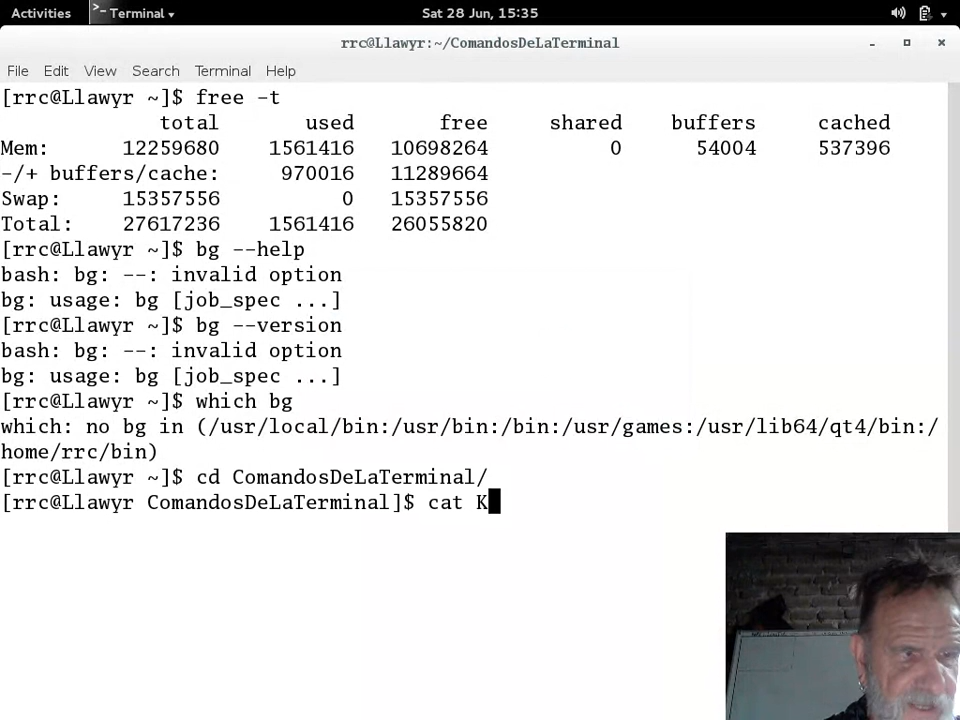 Activities >_ Terminal Sat 28 Jun, 15:35
rrc@Llawyr:~/ComandosDeLaTerminal
File Edit View Search Terminal Help
[rrc@Llawyr ~]$ free -t
total used free shared buffers cached
Mem: 12259680 1561416 10698264 0 54004 537396
-/+ buffers/cache: 970016 11289664
Swap: 15357556 0 15357556
Total: 27617236 1561416 26055820
[rrc@Llawyr ~]$ bg --help
bash: bg: --: invalid option
bg: usage: bg [job_spec ...]
[rrc@Llawyr ~]$ bg --version
bash: bg: --: invalid option
bg: usage: bg [job_spec ...]
[rrc@Llawyr ~]$ which bg
which: no bg in (/usr/local/bin:/usr/bin:/bin:/usr/games:/usr/lib64/qt4/bin:/
home/rrc/bin)
[rrc@Llawyr ~]$ cd ComandosDeLaTerminal/
[rrc@Llawyr ComandosDeLaTerminal]$ cat K